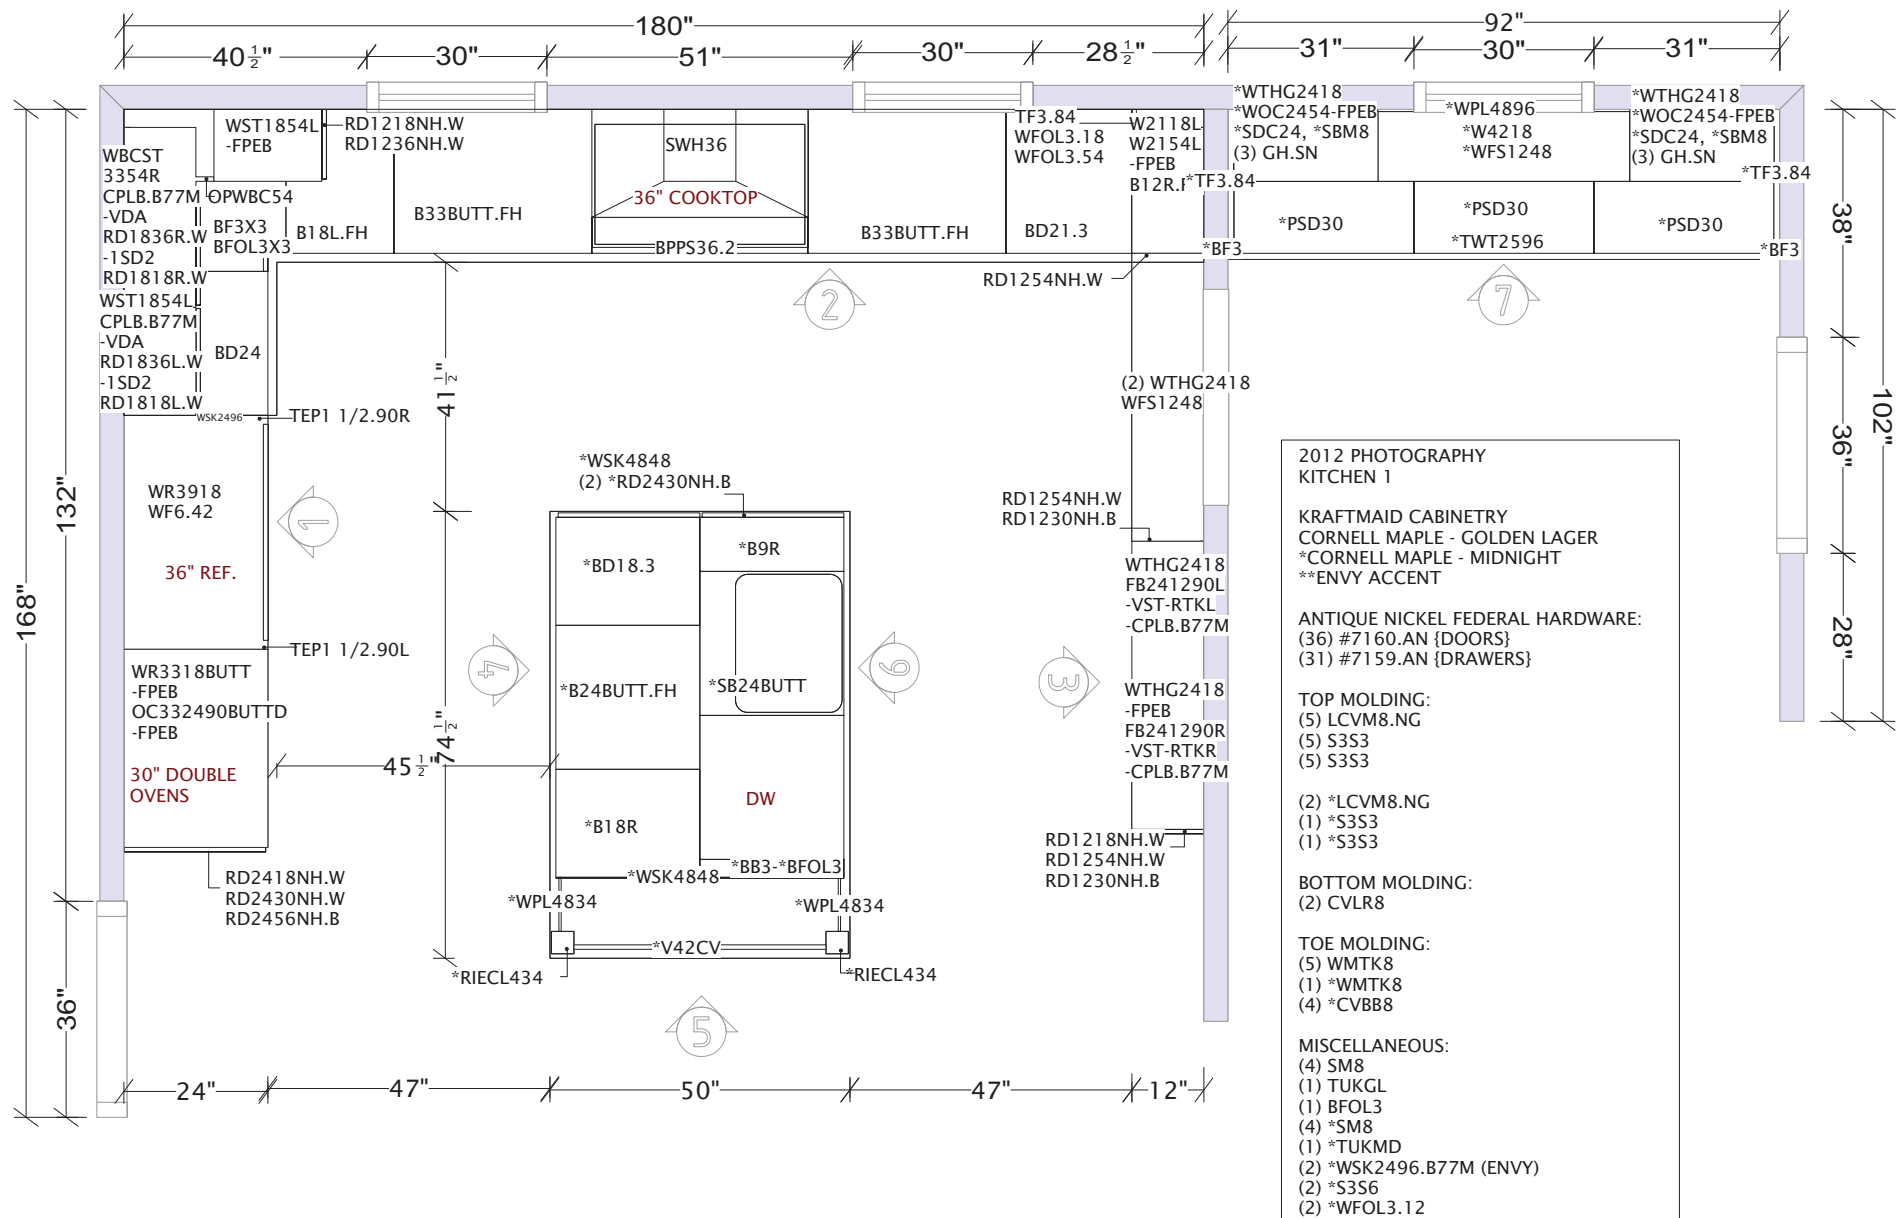 180"
92"
40 1/2"
30"
51"
30"
28 1/2"
31"
30"
31"
WBCST
3354R
CPLB.B77M
-VDA
RD1836R.W
-1SD2
RD1818R.W
WST1854L
CPLB.B77M
-VDA
RD1836L.W
-1SD2
RD1818L.W
WST1854L
-FPEB
RD1218NH.W
RD1236NH.W
OPWBC54
BF3X3
BFOL3X3
B18L.FH
B33BUTT.FH
SWH36
36" COOKTOP
BPPS36.2
B33BUTT.FH
TF3.84
WFOL3.18
WFOL3.54
BD21.3
W2118L
W2154L
-FPEB
B12R.F
*WTHG2418
*WOC2454-FPEB
*SDC24, *SBM8
(3) GH.SN
*TF3.84
*WPL4896
*W4218
*WFS1248
*WTHG2418
*WOC2454-FPEB
*SDC24, *SBM8
(3) GH.SN
*TF3.84
*PSD30
*PSD30
*TWT2596
*PSD30
*BF3
*BF3
RD1254NH.W
2
7
BD24
WSK2496
TEP1 1/2.90R
41 1/2"
38"
102"
36"
28"
(2) WTHG2418
WFS1248
132"
168"
36"
WR3918
WF6.42
36" REF.
1
TEP1 1/2.90L
WR3318BUTT
-FPEB
OC332490BUTTD
-FPEB
30" DOUBLE
OVENS
RD2418NH.W
RD2430NH.W
RD2456NH.B
*WSK4848
(2) *RD2430NH.B
*BD18.3
*B9R
*B24BUTT.FH
*SB24BUTT
4
6
3
74 1/2"
45 1/2"
*B18R
DW
*WSK4848
*BB3-*BFOL3
*WPL4834
*WPL4834
*V42CV
*RIECL434
*RIECL434
5
RD1254NH.W
RD1230NH.B
WTHG2418
FB241290L
-VST-RTKL
-CPLB.B77M
WTHG2418
-FPEB
FB241290R
-VST-RTKR
-CPLB.B77M
RD1218NH.W
RD1254NH.W
RD1230NH.B
24"
47"
50"
47"
12"
2012 PHOTOGRAPHY
KITCHEN 1
KRAFTMAID CABINETRY
CORNELL MAPLE - GOLDEN LAGER
*CORNELL MAPLE - MIDNIGHT
**ENVY ACCENT
ANTIQUE NICKEL FEDERAL HARDWARE:
(36) #7160.AN {DOORS}
(31) #7159.AN {DRAWERS}
TOP MOLDING:
(5) LCVM8.NG
(5) S3S3
(5) S3S3
(2) *LCVM8.NG
(1) *S3S3
(1) *S3S3
BOTTOM MOLDING:
(2) CVLR8
TOE MOLDING:
(5) WMTK8
(1) *WMTK8
(4) *CVBB8
MISCELLANEOUS:
(4) SM8
(1) TUKGL
(1) BFOL3
(4) *SM8
(1) *TUKMD
(2) *WSK2496.B77M (ENVY)
(2) *S3S6
(2) *WFOL3.12